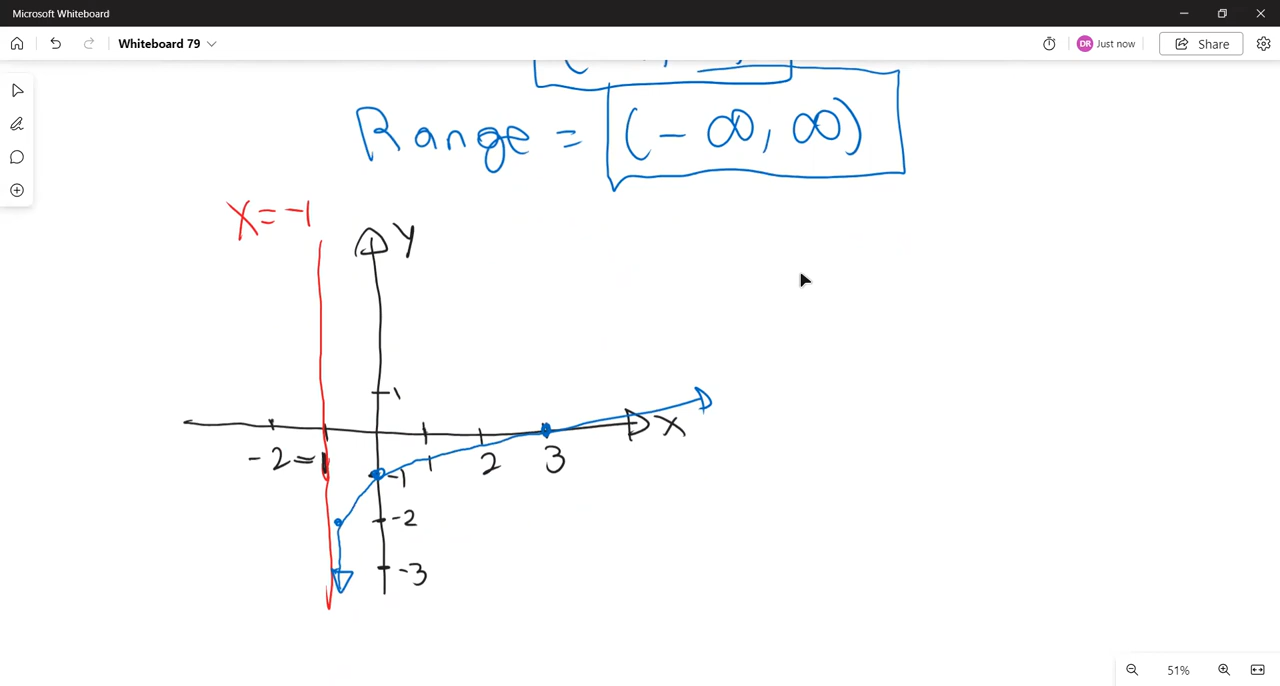 Microsoft Whiteboard
Whiteboard 79
DR Just now
Share
Range = (-∞, ∞)
X=-1
Y
1
X
-2 -1 1 2 3
-1
-2
-3
51%